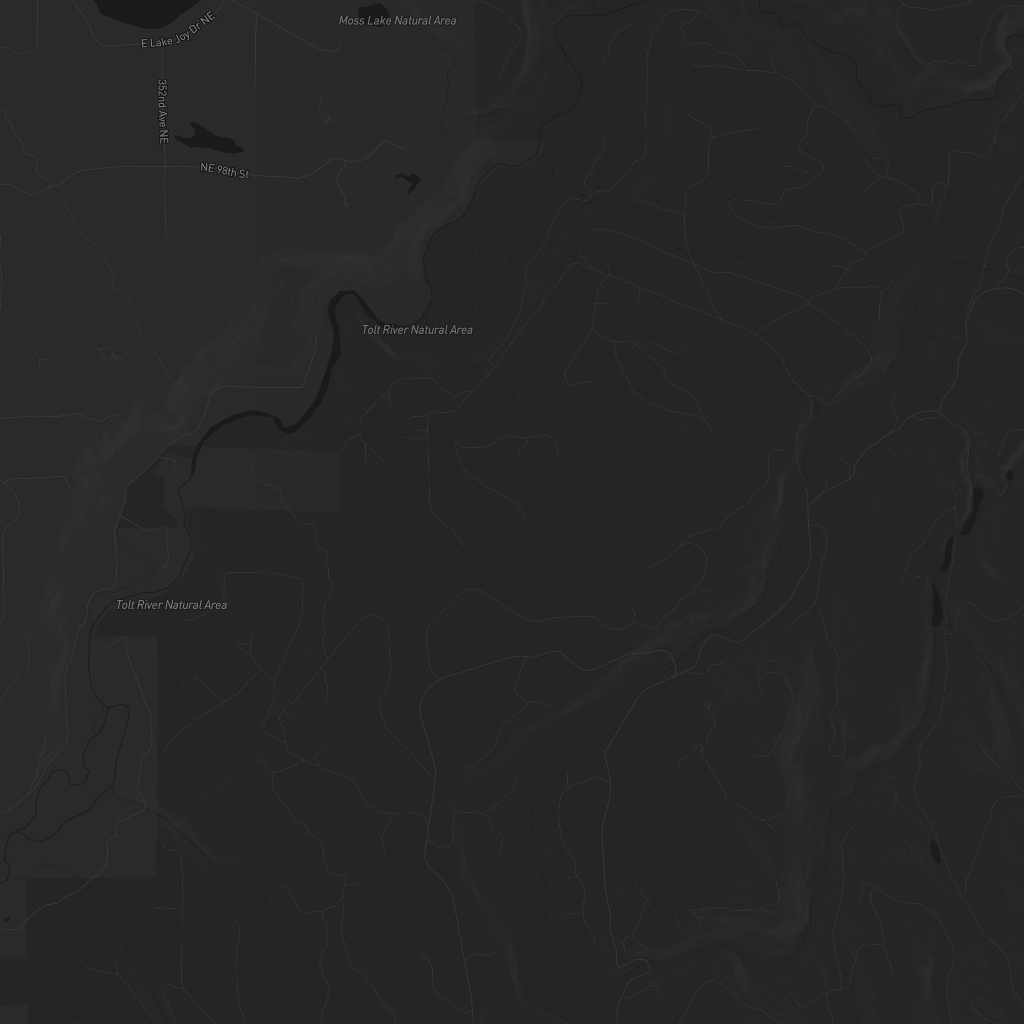 Moss Lake Natural Area
E Lake Joy Dr NE
352nd Ave NE
NE 98th St
Tolt River Natural Area
Tolt River Natural Area